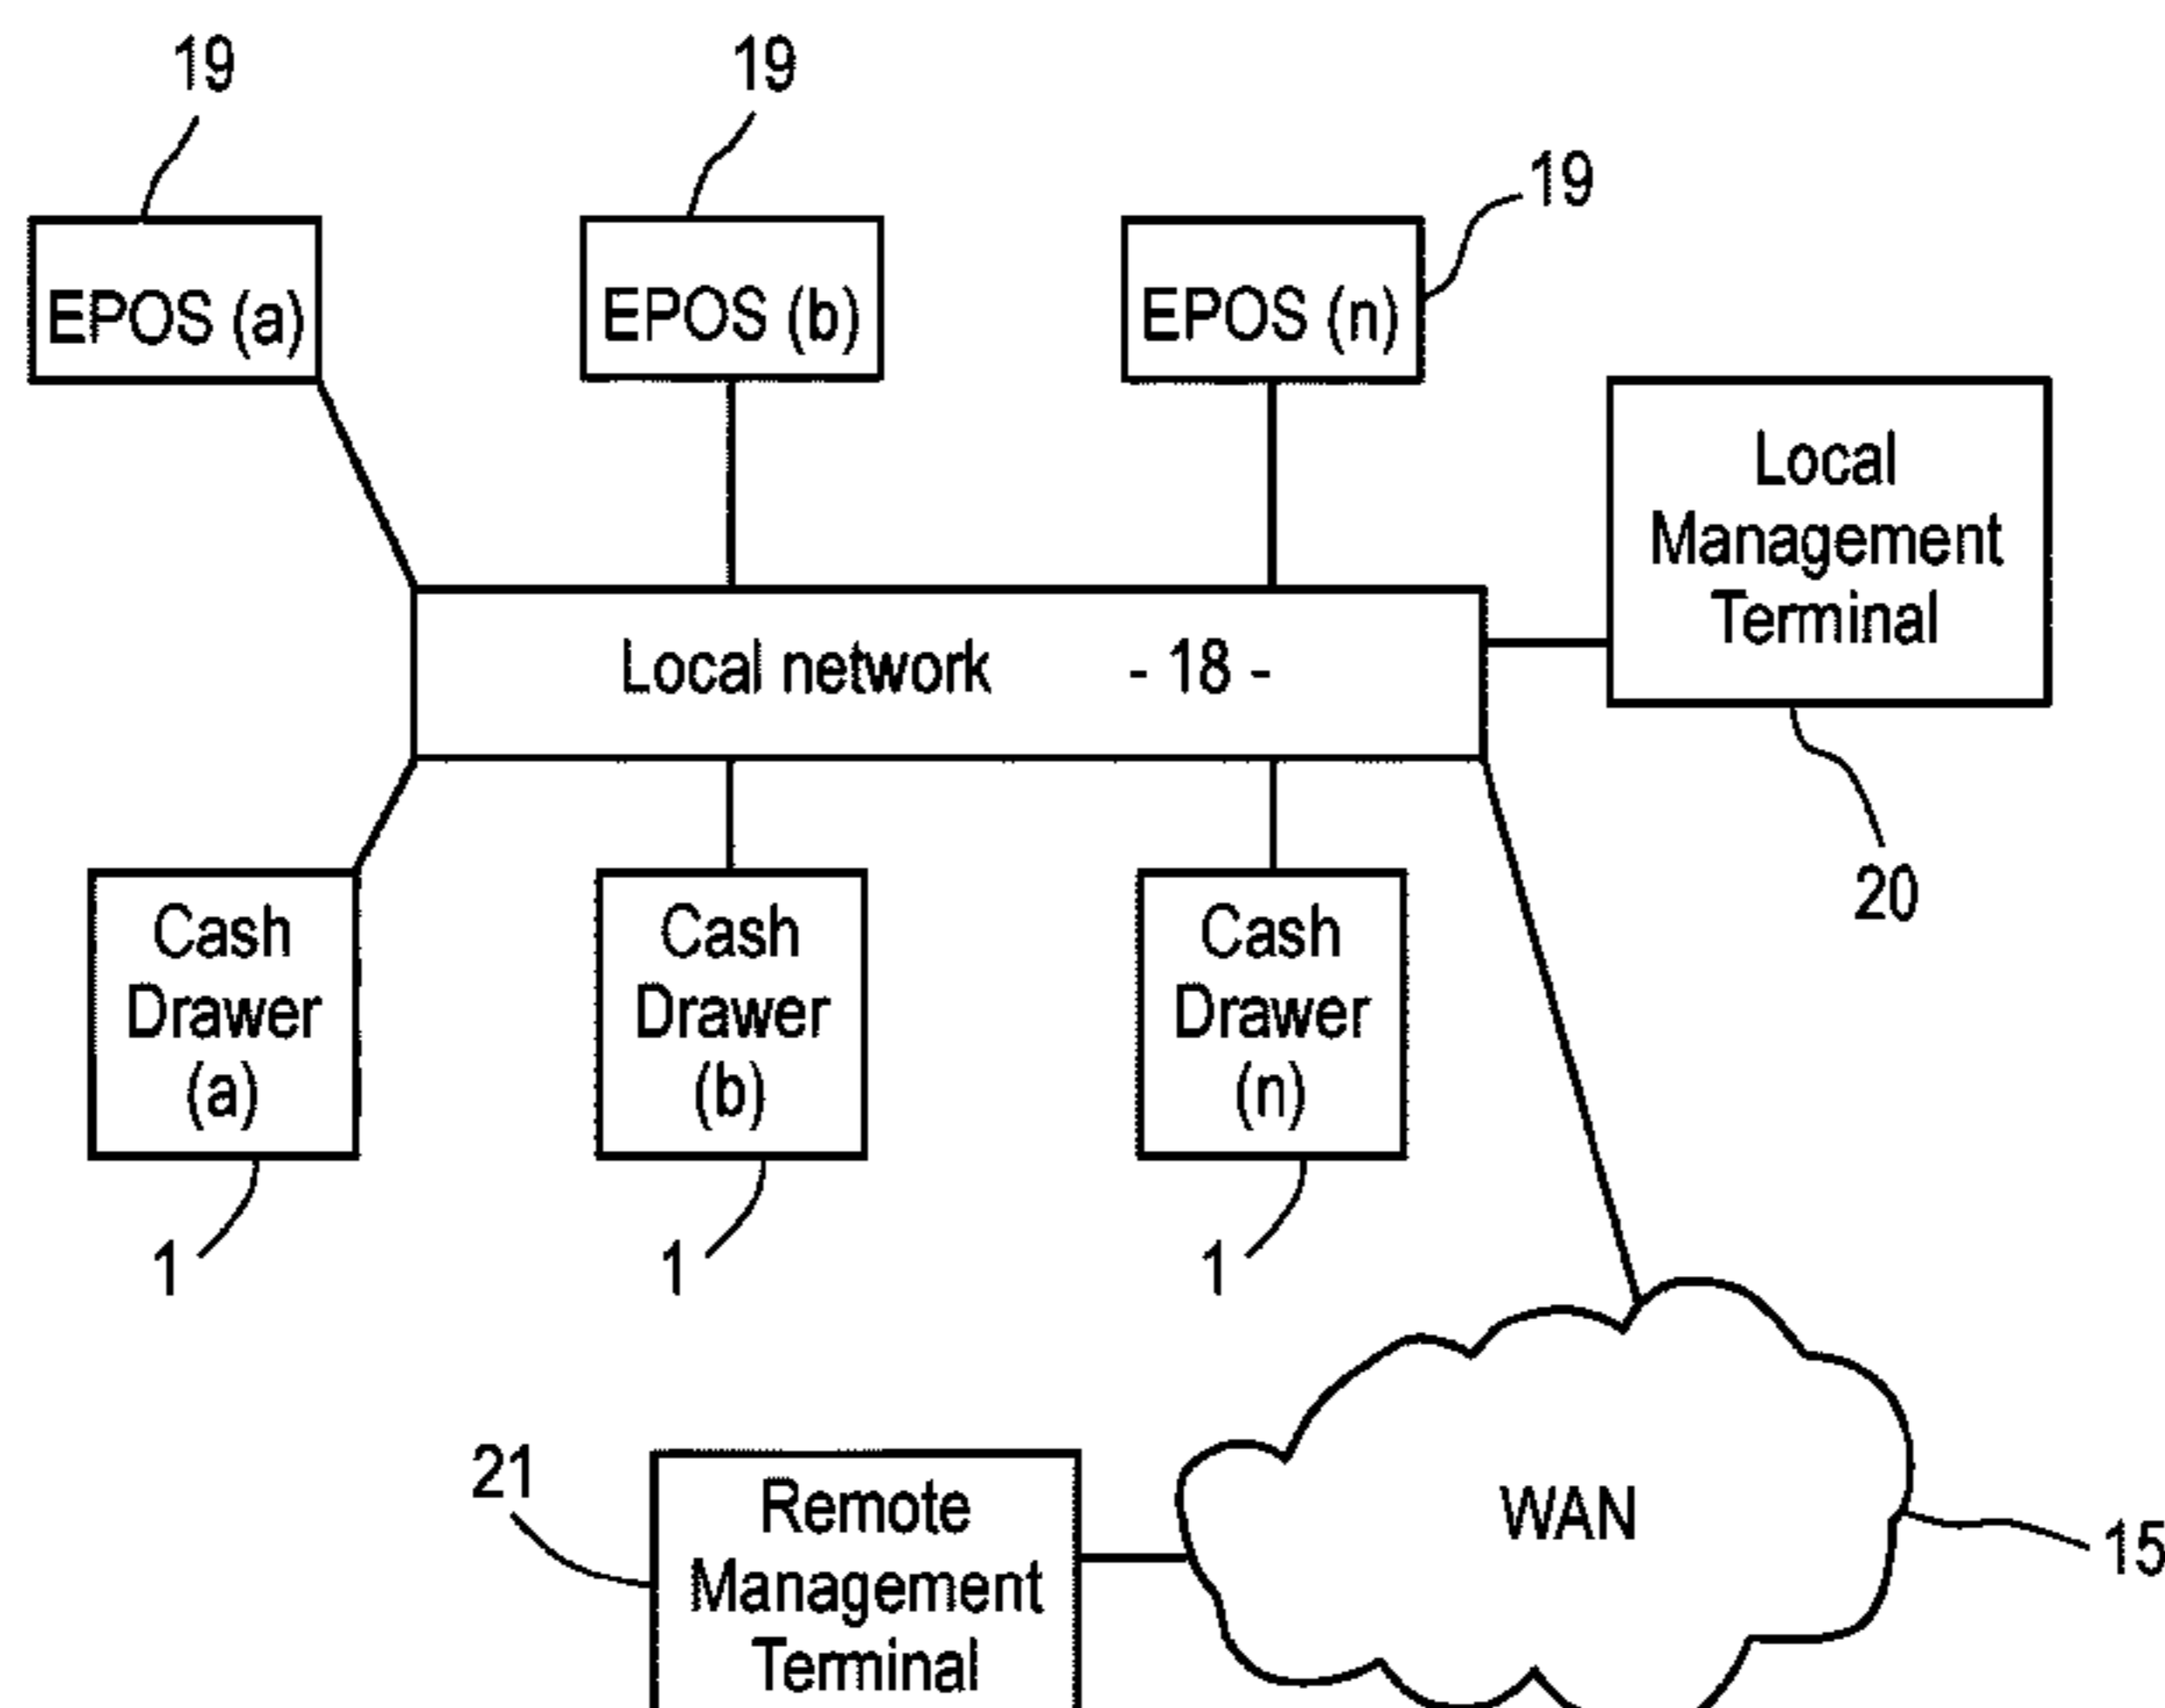 19
19
19
EPOS (a)
EPOS (b)
EPOS (n)
Local
Management
Terminal
Local network - 18 -
20
Cash
Drawer
(a)
Cash
Drawer
(b)
Cash
Drawer
(n)
1
1
1
21
Remote
Management
Terminal
WAN
15